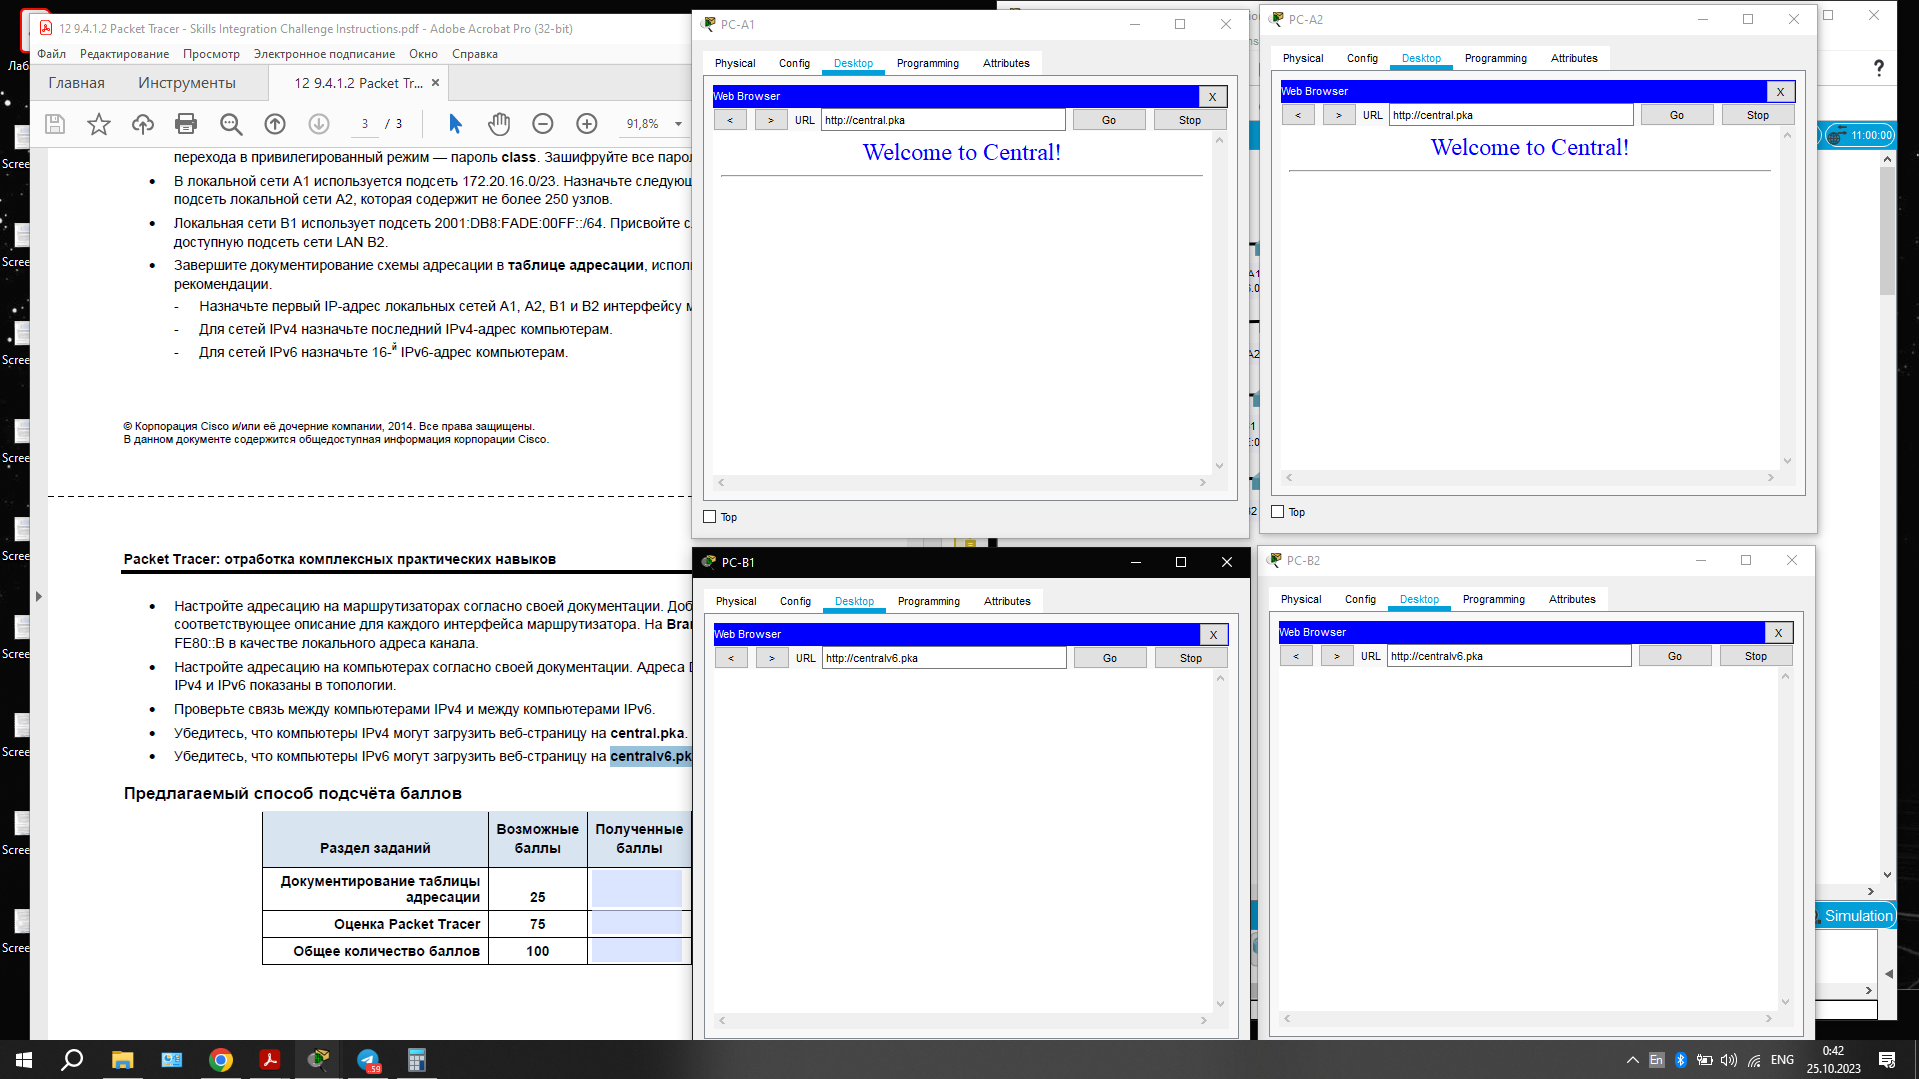 12 9.4.1.2 Packet Tracer - Skills Integration Challenge Instructions.pdf - Adobe Acrobat Pro (32-bit)
Файл Редактирование Просмотр Электронное подписание Окно Справка
Главная Инструменты 12 9.4.1.2 Packet Tr... ×
3 / 3 91,8%
перехода в привилегированный режим — пароль class. Зашифруйте все
• В локальной сети A1 используется подсеть 172.20.16.0/23. Назначьте
подсеть локальной сети A2, которая содержит не более 250 узлов.
• Локальная сети B1 использует подсеть 2001:DB8:FADE:00FF::/64. Присвойте
доступную подсеть сети LAN B2.
• Завершите документирование схемы адресации в таблице адресации,
рекомендации.
- Назначьте первый IP-адрес локальных сетей A1, A2, B1 и B2 интерфейсу
- Для сетей IPv4 назначьте последний IPv4-адрес компьютерам.
- Для сетей IPv6 назначьте 16-й IPv6-адрес компьютерам.
© Корпорация Cisco и/или её дочерние компании, 2014. Все права защищены.
В данном документе содержится общедоступная информация корпорации Cisco.
Packet Tracer: отработка комплексных практических навыков
• Настройте адресацию на маршрутизаторах согласно своей документации.
соответствующее описание для каждого интерфейса маршрутизатора. На
FE80::B в качестве локального адреса канала.
• Настройте адресацию на компьютерах согласно своей документации. Адреса
IPv4 и IPv6 показаны в топологии.
• Проверьте связь между компьютерами IPv4 и между компьютерами IPv6.
• Убедитесь, что компьютеры IPv4 могут загрузить веб-страницу на central.pka.
• Убедитесь, что компьютеры IPv6 могут загрузить веб-страницу на centralv6.pk
Предлагаемый способ подсчёта баллов
Раздел заданий Возможные баллы Полученные баллы
Документирование таблицы адресации 25
Оценка Packet Tracer 75
Общее количество баллов 100
PC-A1
Physical Config Desktop Programming Attributes
Web Browser X
< > URL http://central.pka Go Stop
Welcome to Central!
Top
PC-A2
Physical Config Desktop Programming Attributes
Web Browser X
< > URL http://central.pka Go Stop
Welcome to Central!
Top
PC-B1
Physical Config Desktop Programming Attributes
Web Browser X
< > URL http://centralv6.pka Go Stop
PC-B2
Physical Config Desktop Programming Attributes
Web Browser X
< > URL http://centralv6.pka Go Stop
?
11:00:00
Simulation
Scree
Scree
Scree
Scree
Scree
Scree
Scree
Scree
Scree
59
En
ENG
0:42
25.10.2023